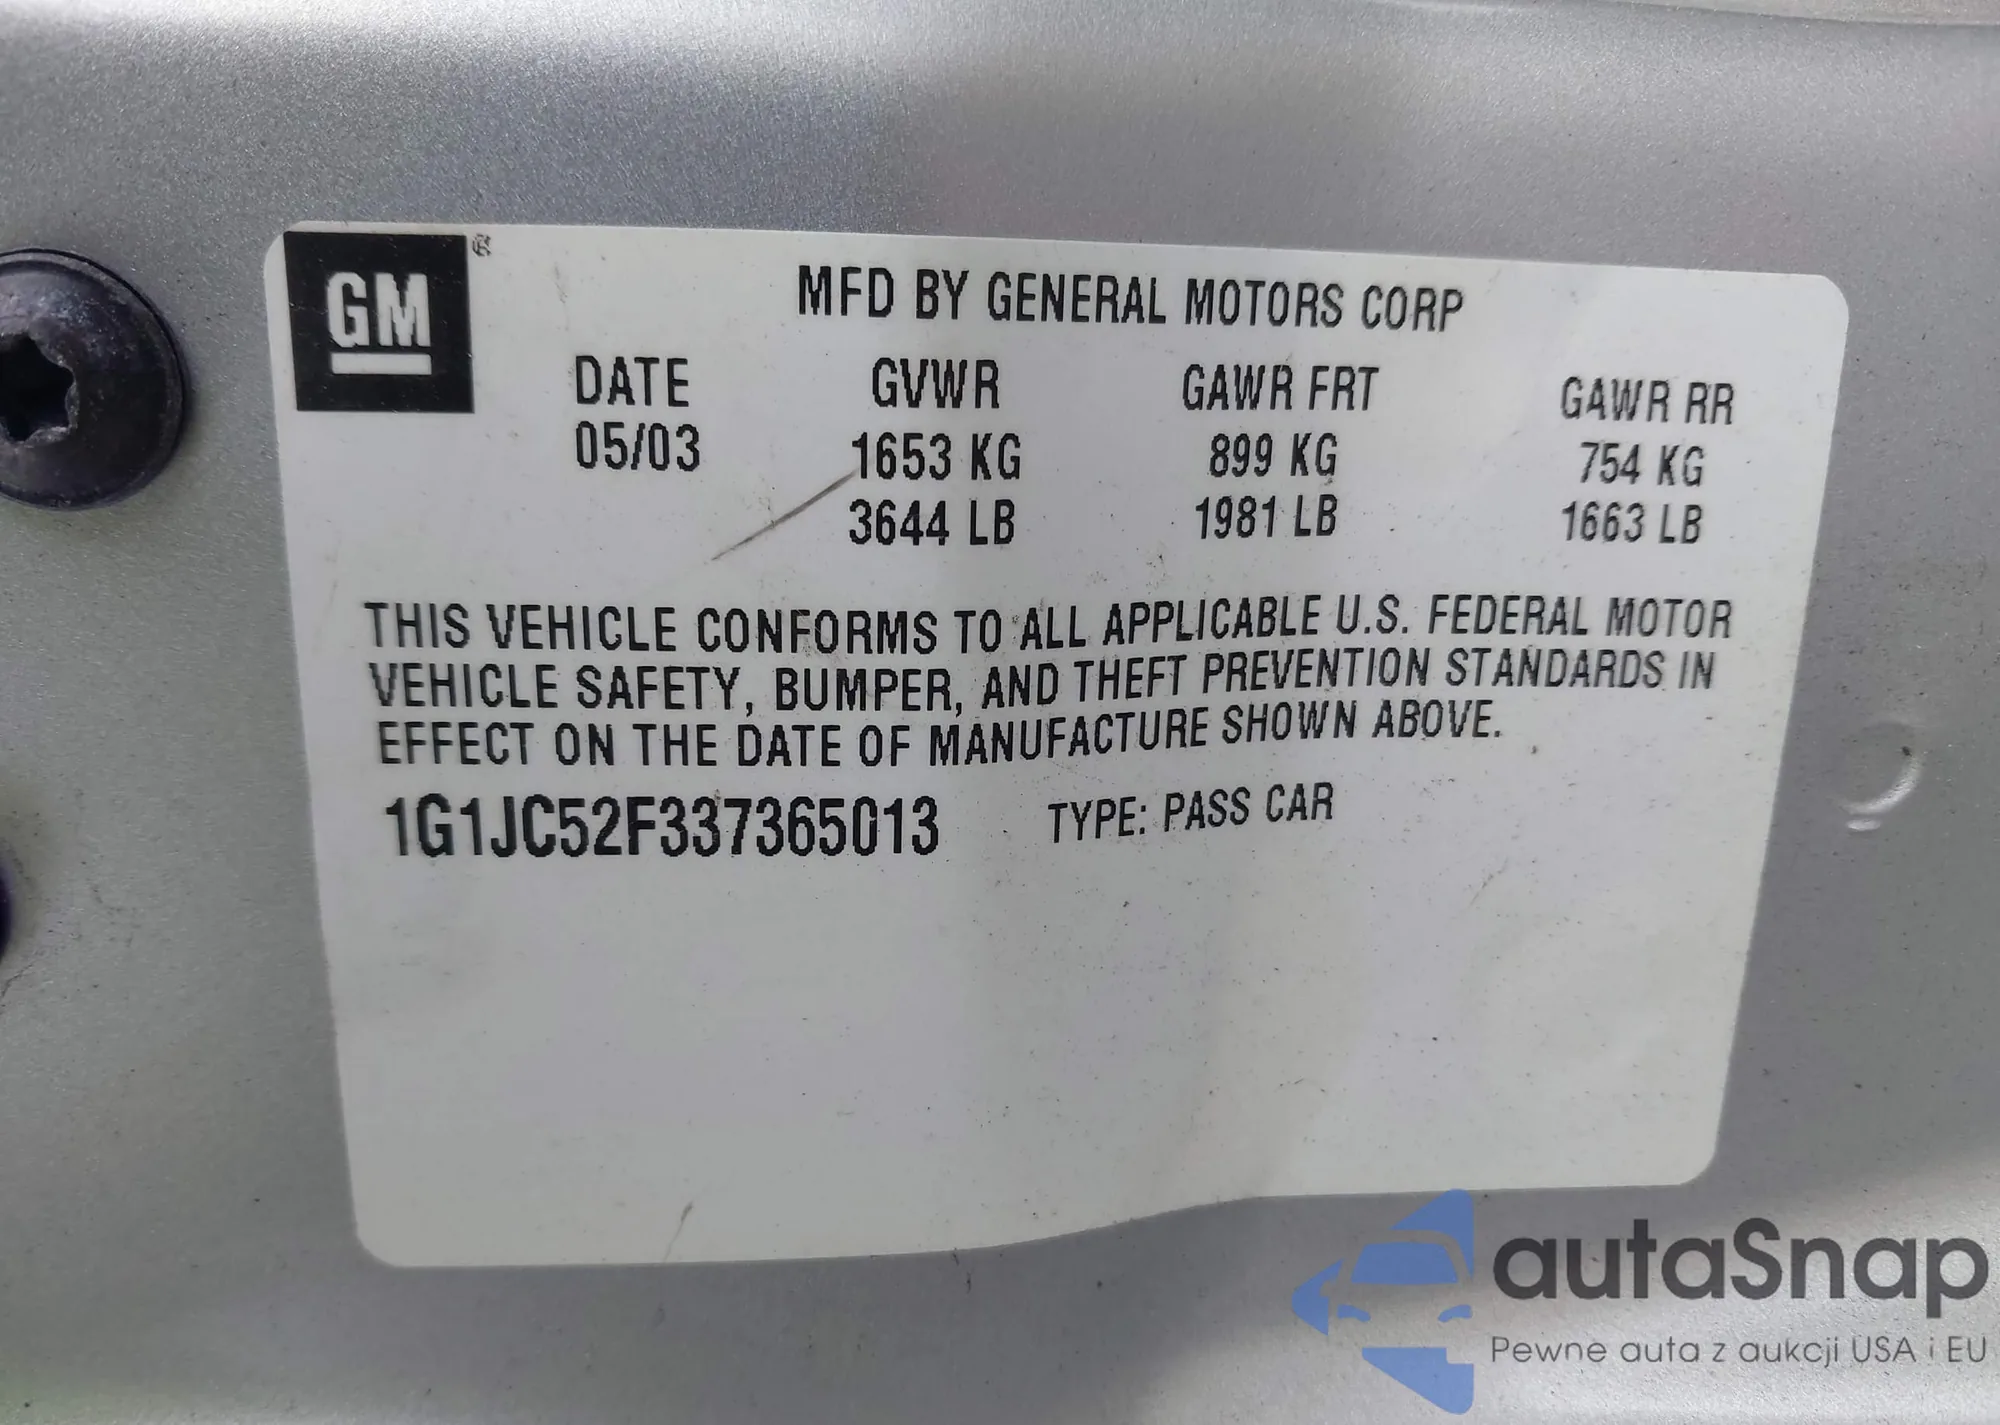 GM ®
MFD BY GENERAL MOTORS CORP
DATE GVWR GAWR FRT GAWR RR
05/03 1653 KG 899 KG 754 KG
3644 LB 1981 LB 1663 LB
THIS VEHICLE CONFORMS TO ALL APPLICABLE U.S. FEDERAL MOTOR
VEHICLE SAFETY, BUMPER, AND THEFT PREVENTION STANDARDS IN
EFFECT ON THE DATE OF MANUFACTURE SHOWN ABOVE.
1G1JC52F337365013 TYPE: PASS CAR
autaSnap
Pewne auta z aukcji USA i EU